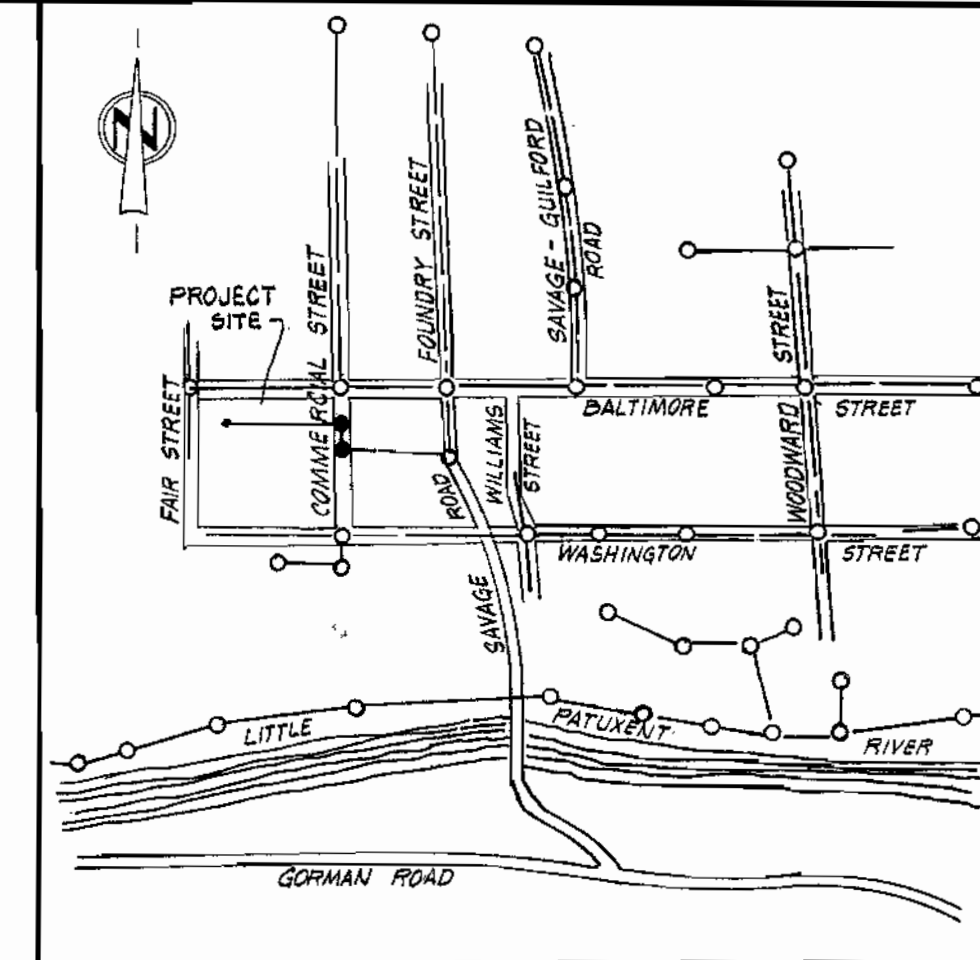 N
PROJECT
SITE
FAIR STREET
COMMERCIAL STREET
FOUNDRY STREET
SAVAGE - GUILFORD
ROAD
WOODWARD STREET
BALTIMORE STREET
WILLIAMS
STREET
SAVAGE ROAD
WASHINGTON STREET
LITTLE PATUXENT RIVER
GORMAN ROAD